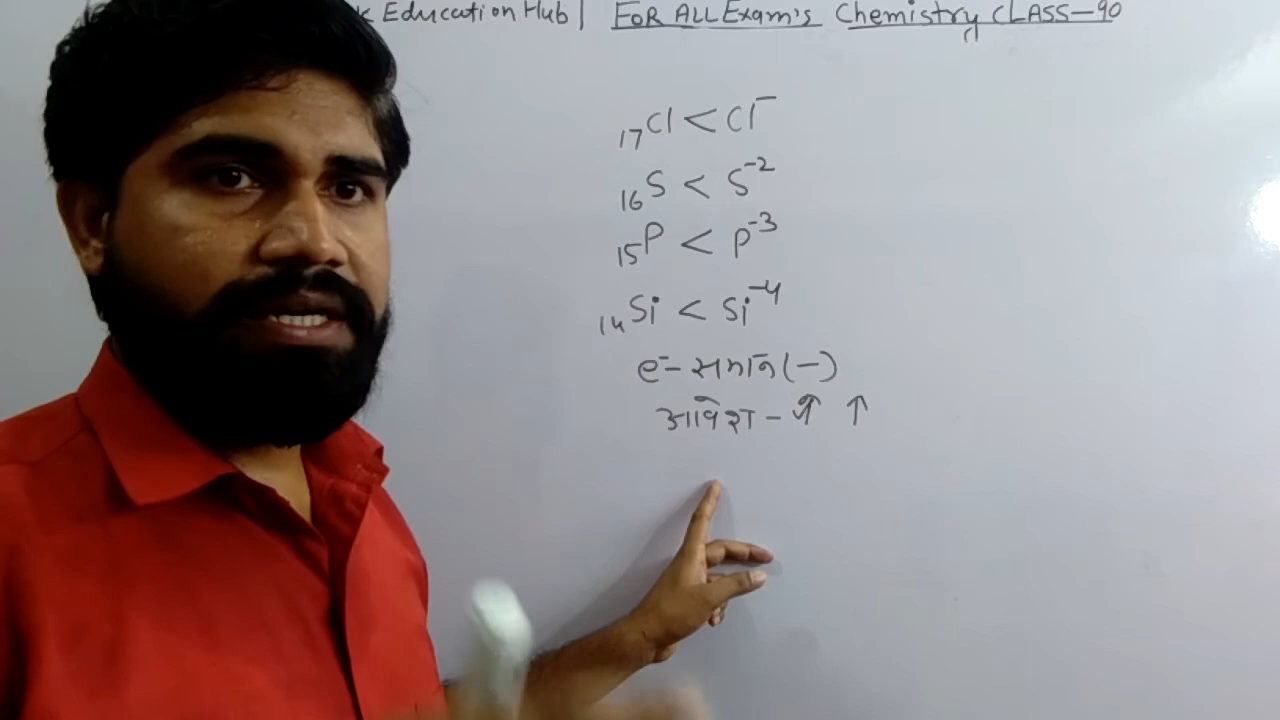 k Education Hub | FOR ALL Exam's Chemistry CLASS-90
17Cl < Cl⁻
16S < S⁻²
15P < P⁻³
14Si < Si⁻⁴
e⁻- समान (-)
आवेश - ↑ ↑